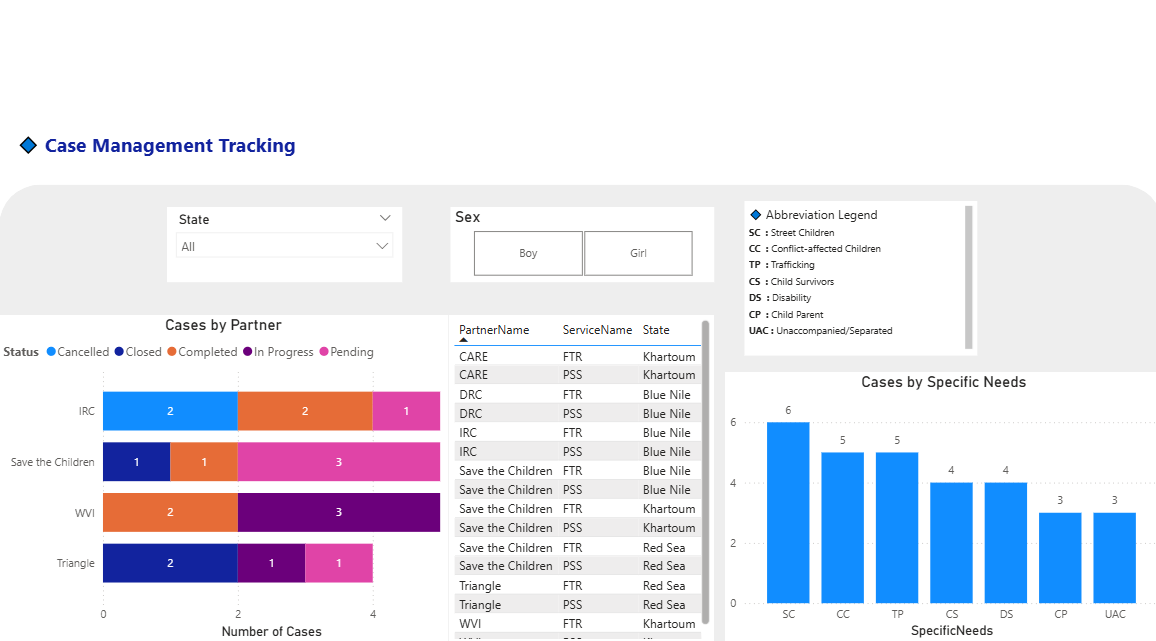 Case Management Tracking
State
All
Sex
Boy
Girl
Abbreviation Legend
SC : Street Children
CC : Conflict-affected Children
TP : Trafficking
CS : Child Survivors
DS : Disability
CP : Child Parent
UAC : Unaccompanied/Separated
Cases by Partner
Status Cancelled Closed Completed In Progress Pending
IRC 2 2 1
Save the Children 1 1 3
WVI 2 3
Triangle 2 1 1
0 2 4
Number of Cases
PartnerName ServiceName State
CARE FTR Khartoum
CARE PSS Khartoum
DRC FTR Blue Nile
DRC PSS Blue Nile
IRC FTR Blue Nile
IRC PSS Blue Nile
Save the Children FTR Blue Nile
Save the Children PSS Blue Nile
Save the Children FTR Khartoum
Save the Children PSS Khartoum
Save the Children FTR Red Sea
Save the Children PSS Red Sea
Triangle FTR Red Sea
Triangle PSS Red Sea
WVI FTR Khartoum
Cases by Specific Needs
6
6
5 5
4
4 4
3 3
2
0
SC CC TP CS DS CP UAC
SpecificNeeds